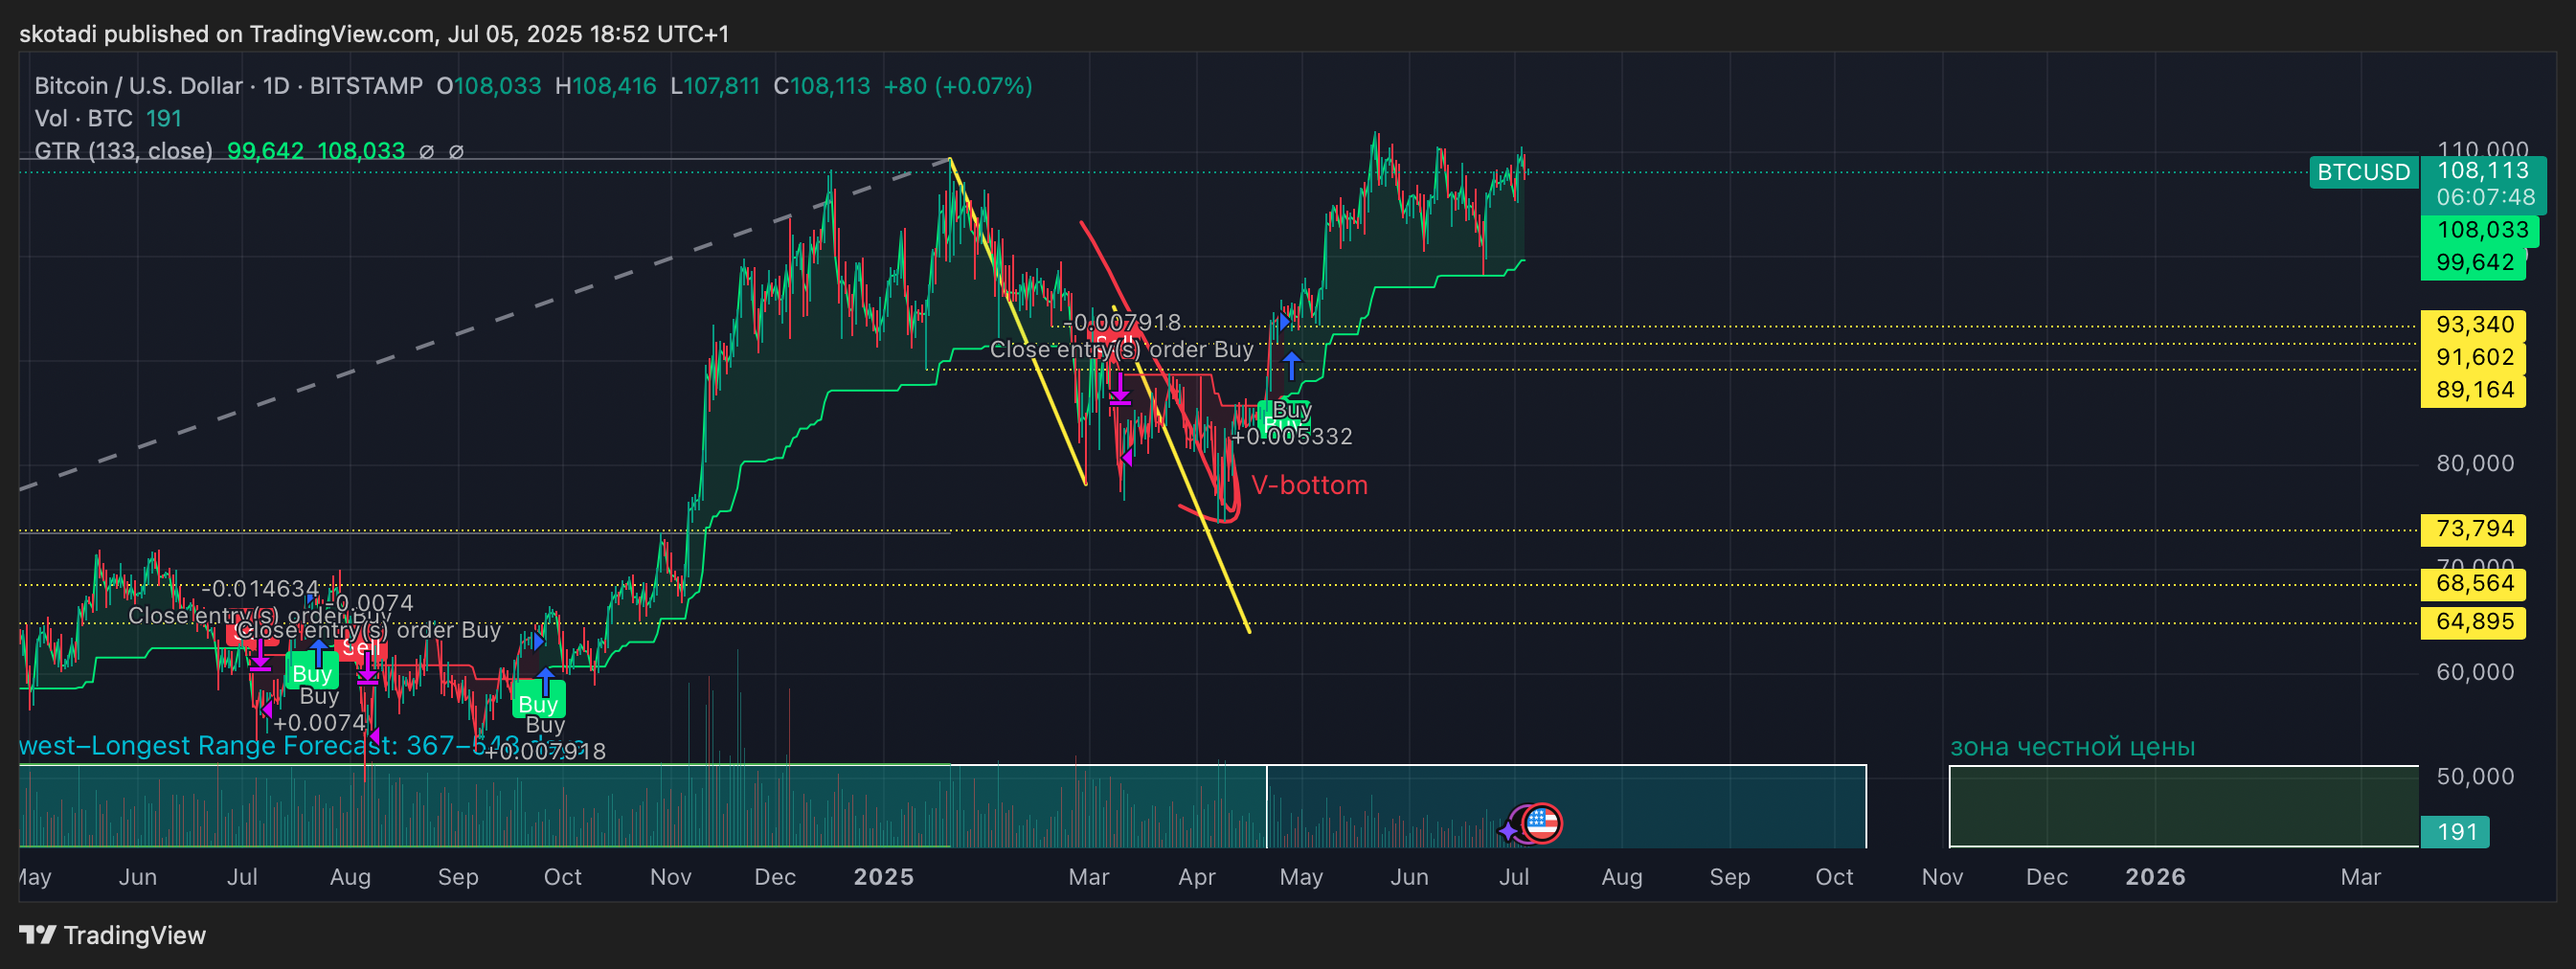 skotadi published on TradingView.com, Jul 05, 2025 18:52 UTC+1
Bitcoin / U.S. Dollar · 1D · BITSTAMP O108,033 H108,416 L107,811 C108,113 +80 (+0.07%)
Vol · BTC 191
GTR (133, close) 99,642 108,033 ∅ ∅
110,000
BTCUSD 108,113
06:07:48
108,033
99,642
-0.007918
93,340
Sell
Close entry(s) order Buy
91,602
89,164
Buy
Buy
+0.005332
80,000
V-bottom
73,794
70,000
68,564
-0.014634
-0.0074
Close entry(s) order Buy
64,895
Close entry(s) order Buy
Sell
60,000
Buy
Buy
Buy
+0.0074
Buy
west–Longest Range Forecast: 367–548 days
+0.007918
зона честной цены
50,000
191
May Jun Jul Aug Sep Oct Nov Dec 2025 Mar Apr May Jun Jul Aug Sep Oct Nov Dec 2026 Mar
TradingView